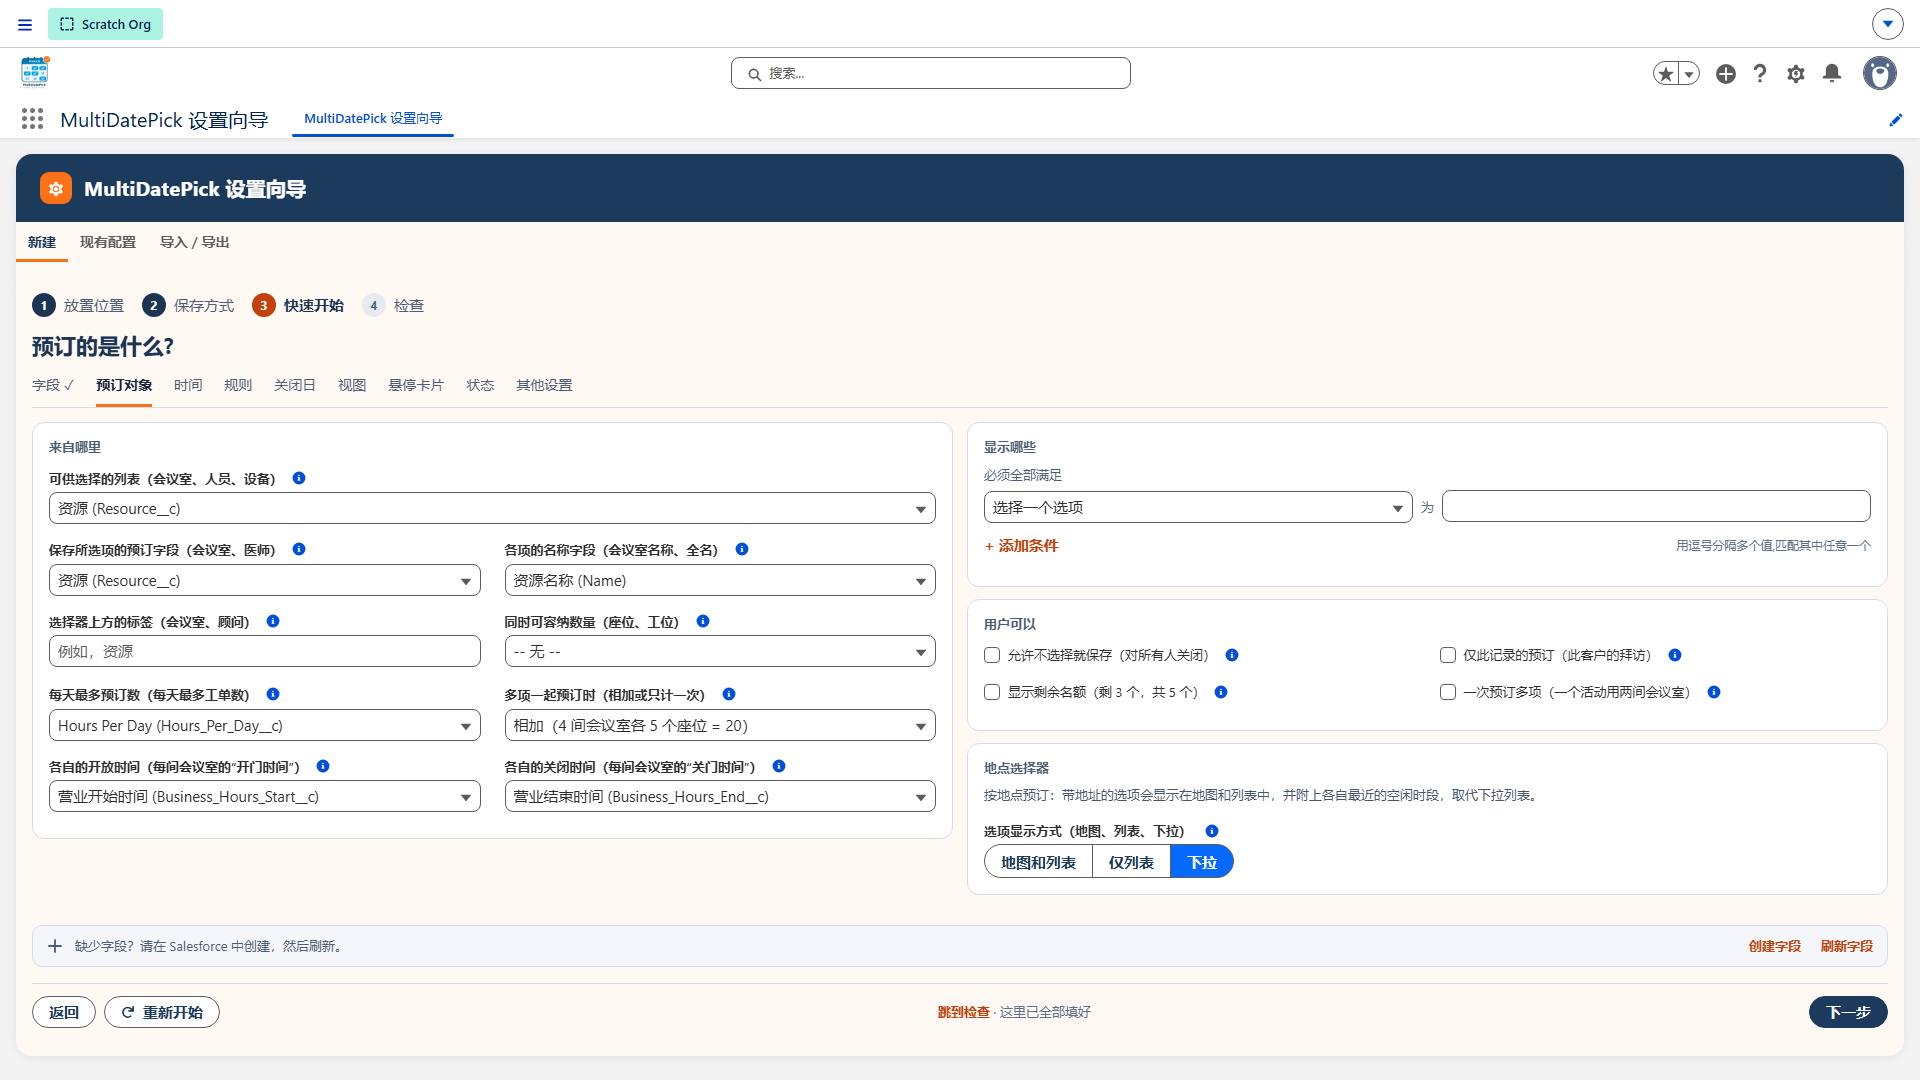 Scratch Org
搜索...
MultiDatePick 设置向导
MultiDatePick 设置向导
MultiDatePick 设置向导
新建 现有配置 导入 / 导出
1 放置位置 2 保存方式 3 快速开始 4 检查
预订的是什么?
字段 ✓ 预订对象 时间 规则 关闭日 视图 悬停卡片 状态 其他设置
来自哪里
可供选择的列表（会议室、人员、设备）
资源 (Resource__c)
保存所选项的预订字段（会议室、医师）
资源 (Resource__c)
各项的名称字段（会议室名称、全名）
资源名称 (Name)
选择器上方的标签（会议室、顾问）
例如，资源
同时可容纳数量（座位、工位）
-- 无 --
每天最多预订数（每天最多工单数）
Hours Per Day (Hours_Per_Day__c)
多项一起预订时（相加或只计一次）
相加（4 间会议室各 5 个座位 = 20）
各自的开放时间（每间会议室的“开门时间”）
营业开始时间 (Business_Hours_Start__c)
各自的关闭时间（每间会议室的“关门时间”）
营业结束时间 (Business_Hours_End__c)
显示哪些
必须全部满足
选择一个选项 为
+ 添加条件
用逗号分隔多个值,匹配其中任意一个
用户可以
允许不选择就保存（对所有人关闭）
仅此记录的预订（此客户的拜访）
显示剩余名额（剩 3 个，共 5 个）
一次预订多项（一个活动用两间会议室）
地点选择器
按地点预订：带地址的选项会显示在地图和列表中，并附上各自最近的空闲时段，取代下拉列表。
选项显示方式（地图、列表、下拉）
地图和列表 仅列表 下拉
缺少字段？请在 Salesforce 中创建，然后刷新。
创建字段 刷新字段
返回 重新开始 跳到检查 · 这里已全部填好 下一步